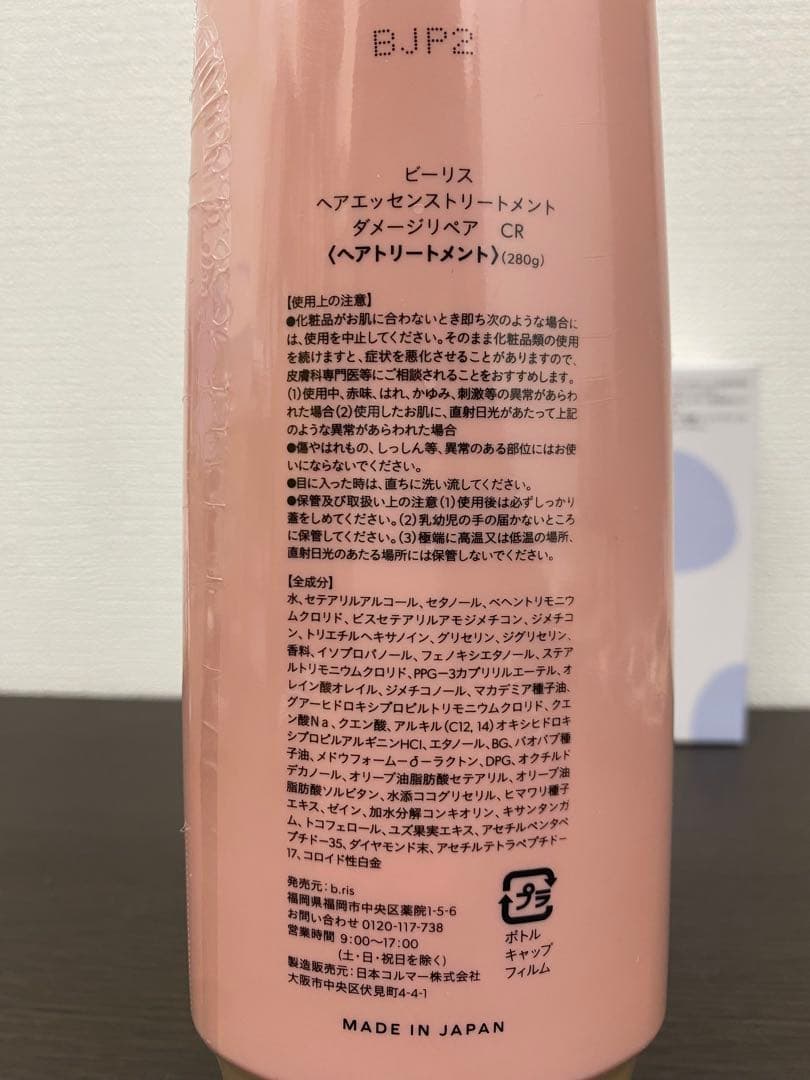 BJP2
ビーリス
ヘアエッセンストリートメント
ダメージリペア CR
〈ヘアトリートメント〉(280g)
【使用上の注意】
●化粧品がお肌に合わないとき即ち次のような場合に
は、使用を中止してください。そのまま化粧品類の使用
を続けますと、症状を悪化させることがありますので、
皮膚科専門医等にご相談されることをおすすめします。
(1)使用中、赤味、はれ、かゆみ、刺激等の異常があらわ
れた場合(2)使用したお肌に、直射日光があたって上記
のような異常があらわれた場合
●傷やはれもの、しっしん等、異常のある部位にはお使
いにならないでください。
●目に入った時は、直ちに洗い流してください。
●保管及び取扱い上の注意(1)使用後は必ずしっかり
蓋をしめてください。(2)乳幼児の手の届かないところ
に保管してください。(3)極端に高温又は低温の場所、
直射日光のあたる場所には保管しないでください。
【全成分】
水、セテアリルアルコール、セタノール、ベヘントリモニウ
ムクロリド、ビスセテアリルアモジメチコン、ジメチコ
ン、トリエチルヘキサノイン、グリセリン、ジグリセリン、
香料、イソプロパノール、フェノキシエタノール、ステア
ルトリモニウムクロリド、PPG－3カプリリルエーテル、オ
レイン酸オレイル、ジメチコノール、マカデミア種子油、
グアーヒドロキシプロピルトリモニウムクロリド、クエ
ン酸Na、クエン酸、アルキル(C12, 14)オキシヒドロキ
シプロピルアルギニンHCl、エタノール、BG、バオバブ種
子油、メドウフォームーδーラクトン、DPG、オクチルド
デカノール、オリーブ油脂肪酸セテアリル、オリーブ油
脂肪酸ソルビタン、水添ココグリセリル、ヒマワリ種子
エキス、ゼイン、加水分解コンキオリン、キサンタンガ
ム、トコフェロール、ユズ果実エキス、アセチルペンタペ
プチドー35、ダイヤモンド末、アセチルテトラペプチドー
17、コロイド性白金
発売元：b.ris
福岡県福岡市中央区薬院1-5-6
お問い合わせ 0120-117-738
営業時間 9:00～17:00
(土・日・祝日を除く)
製造販売元：日本コルマー株式会社
大阪市中央区伏見町4-4-1
プラ
ボトル
キャップ
フィルム
MADE IN JAPAN